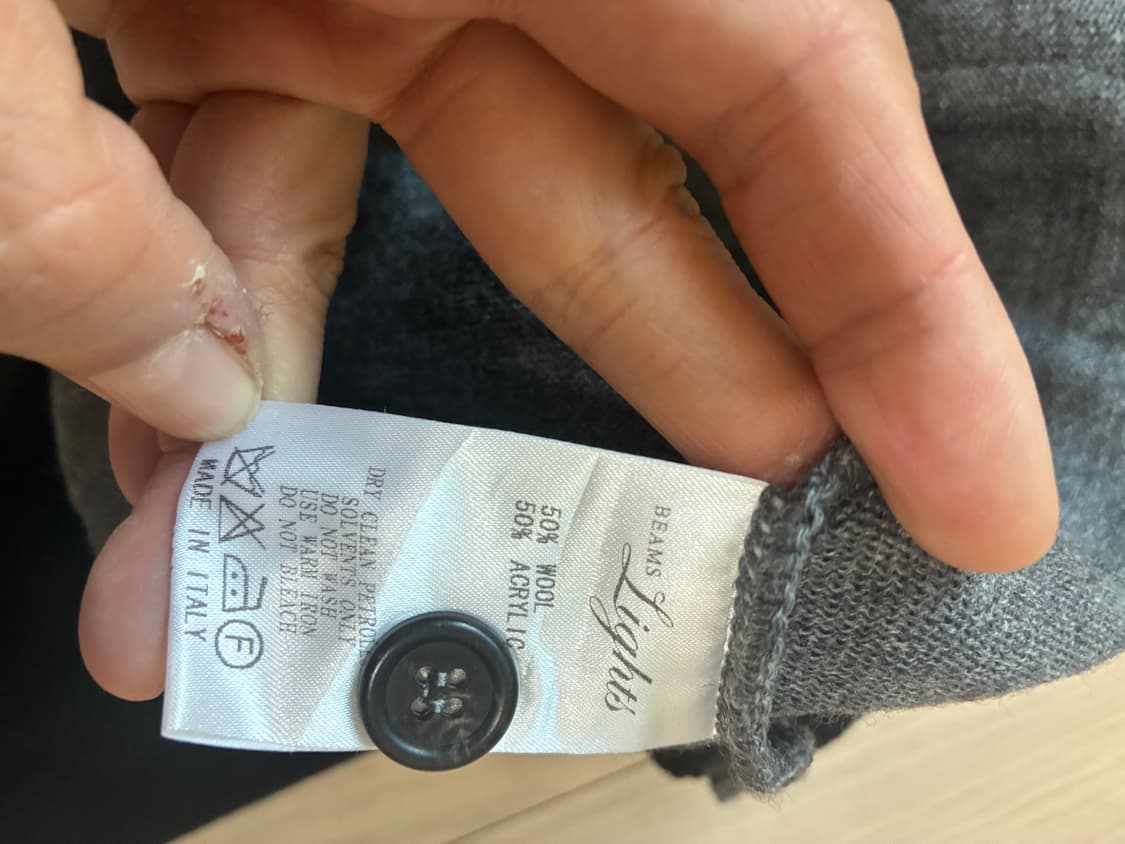 BEAMS
Lights
50% WOOL
50% ACRYLIC
DRY CLEAN PETROL
SOLVENTS ONLY
DO NOT WASH
USE WARM IRON
DO NOT BLEACH
F
MADE IN ITALY